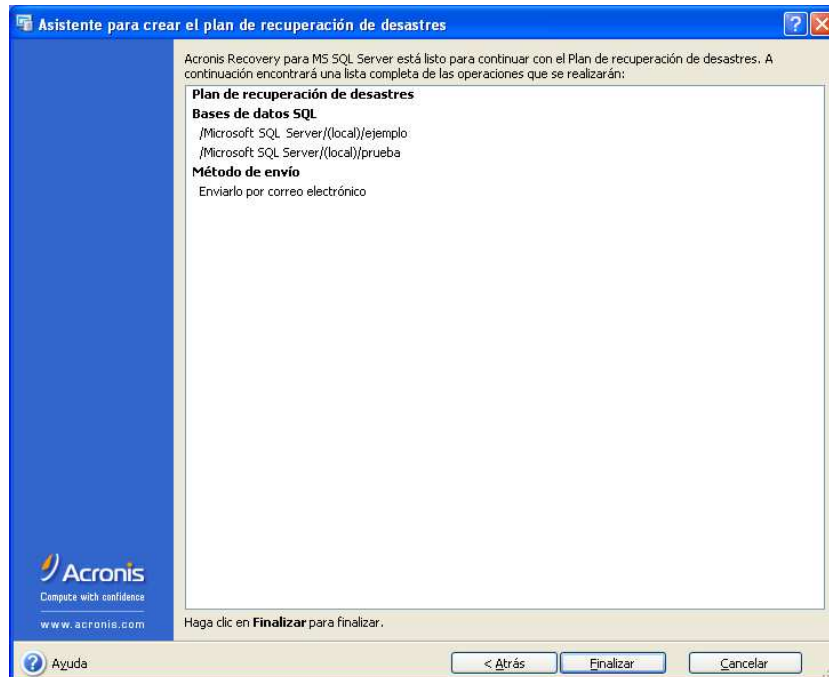 Asistente para crear el plan de recuperación de desastres
Acronis Recovery para MS SQL Server está listo para continuar con el Plan de recuperación de desastres. A
continuación encontrará una lista completa de las operaciones que se realizarán:
Plan de recuperación de desastres
Bases de datos SQL
/Microsoft SQL Server/(local)/ejemplo
/Microsoft SQL Server/(local)/prueba
Método de envío
Enviarlo por correo electrónico
Acronis
Compute with confidence
www.acronis.com
Haga clic en Finalizar para finalizar.
Ayuda
< Atrás
Finalizar
Cancelar